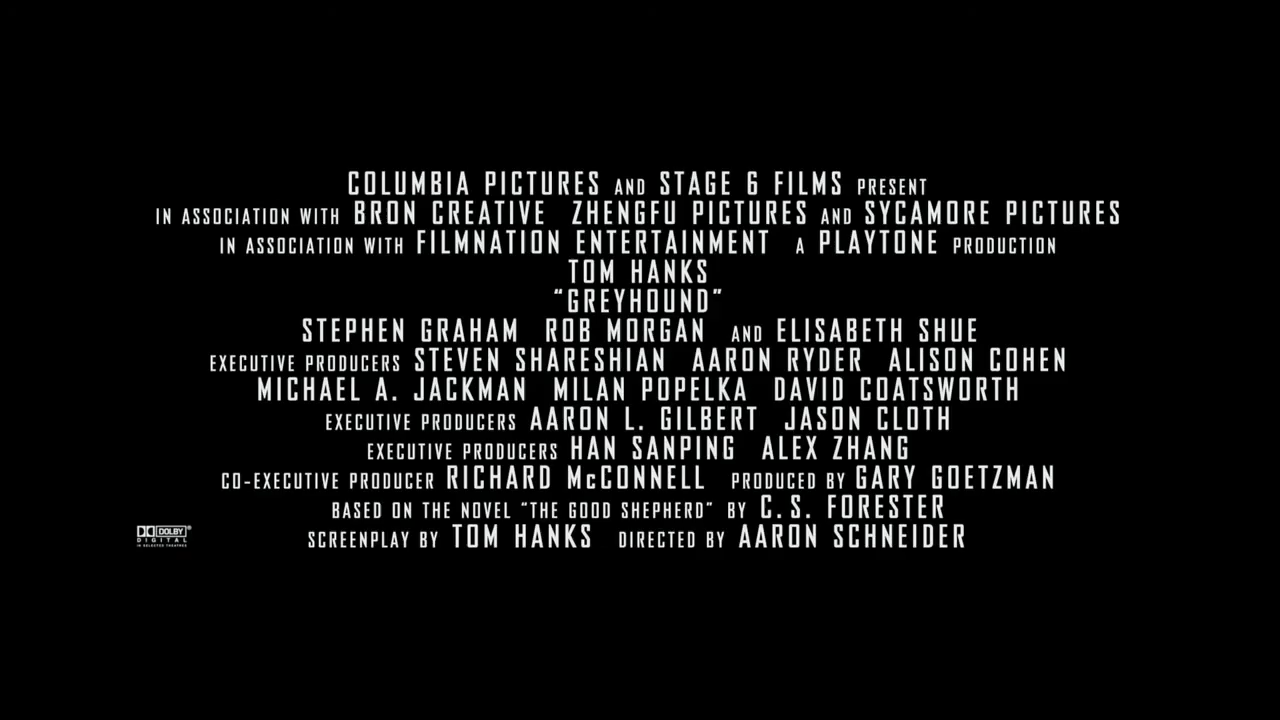 COLUMBIA PICTURES AND STAGE 6 FILMS PRESENT
IN ASSOCIATION WITH BRON CREATIVE ZHENGFU PICTURES AND SYCAMORE PICTURES
IN ASSOCIATION WITH FILMNATION ENTERTAINMENT A PLAYTONE PRODUCTION
TOM HANKS
“GREYHOUND”
STEPHEN GRAHAM ROB MORGAN AND ELISABETH SHUE
EXECUTIVE PRODUCERS STEVEN SHARESHIAN AARON RYDER ALISON COHEN
MICHAEL A. JACKMAN MILAN POPELKA DAVID COATSWORTH
EXECUTIVE PRODUCERS AARON L. GILBERT JASON CLOTH
EXECUTIVE PRODUCERS HAN SANPING ALEX ZHANG
CO-EXECUTIVE PRODUCER RICHARD McCONNELL PRODUCED BY GARY GOETZMAN
BASED ON THE NOVEL “THE GOOD SHEPHERD” BY C.S. FORESTER
SCREENPLAY BY TOM HANKS DIRECTED BY AARON SCHNEIDER
DOLBY®
DIGITAL
IN SELECTED THEATRES